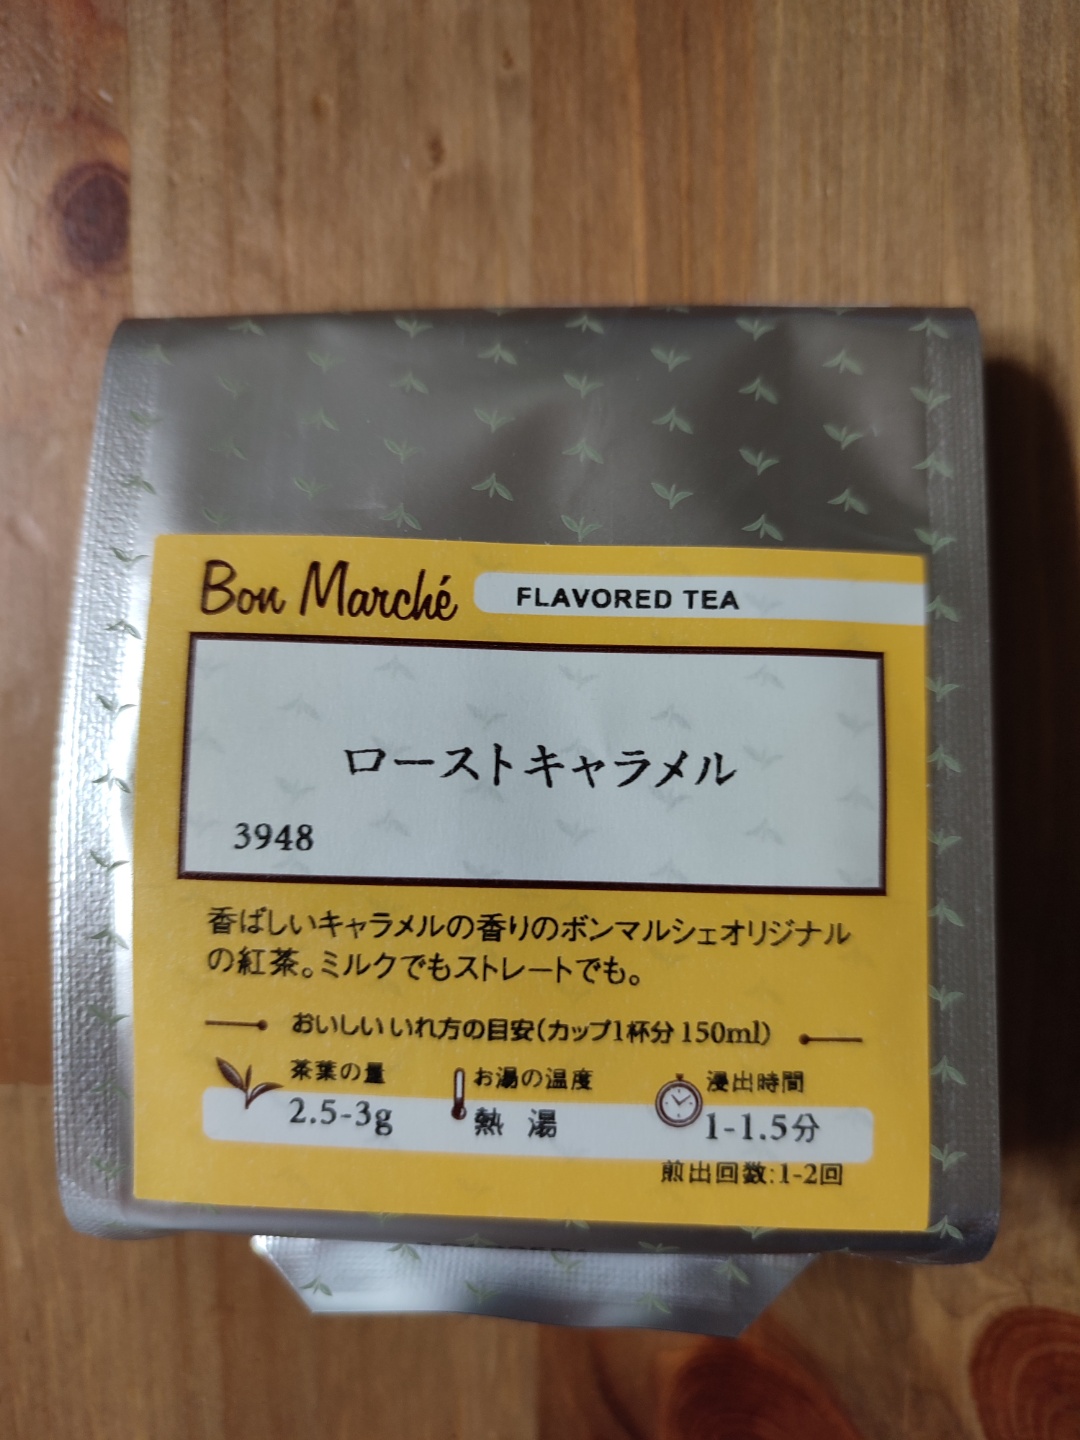 Bon Marché FLAVORED TEA
ローストキャラメル
3948
香ばしいキャラメルの香りのボンマルシェオリジナル
の紅茶。ミルクでもストレートでも。
おいしいいれ方の目安(カップ1杯分 150ml)
茶葉の量 お湯の温度 浸出時間
2.5-3g 熱 湯 1-1.5分
煎出回数:1-2回